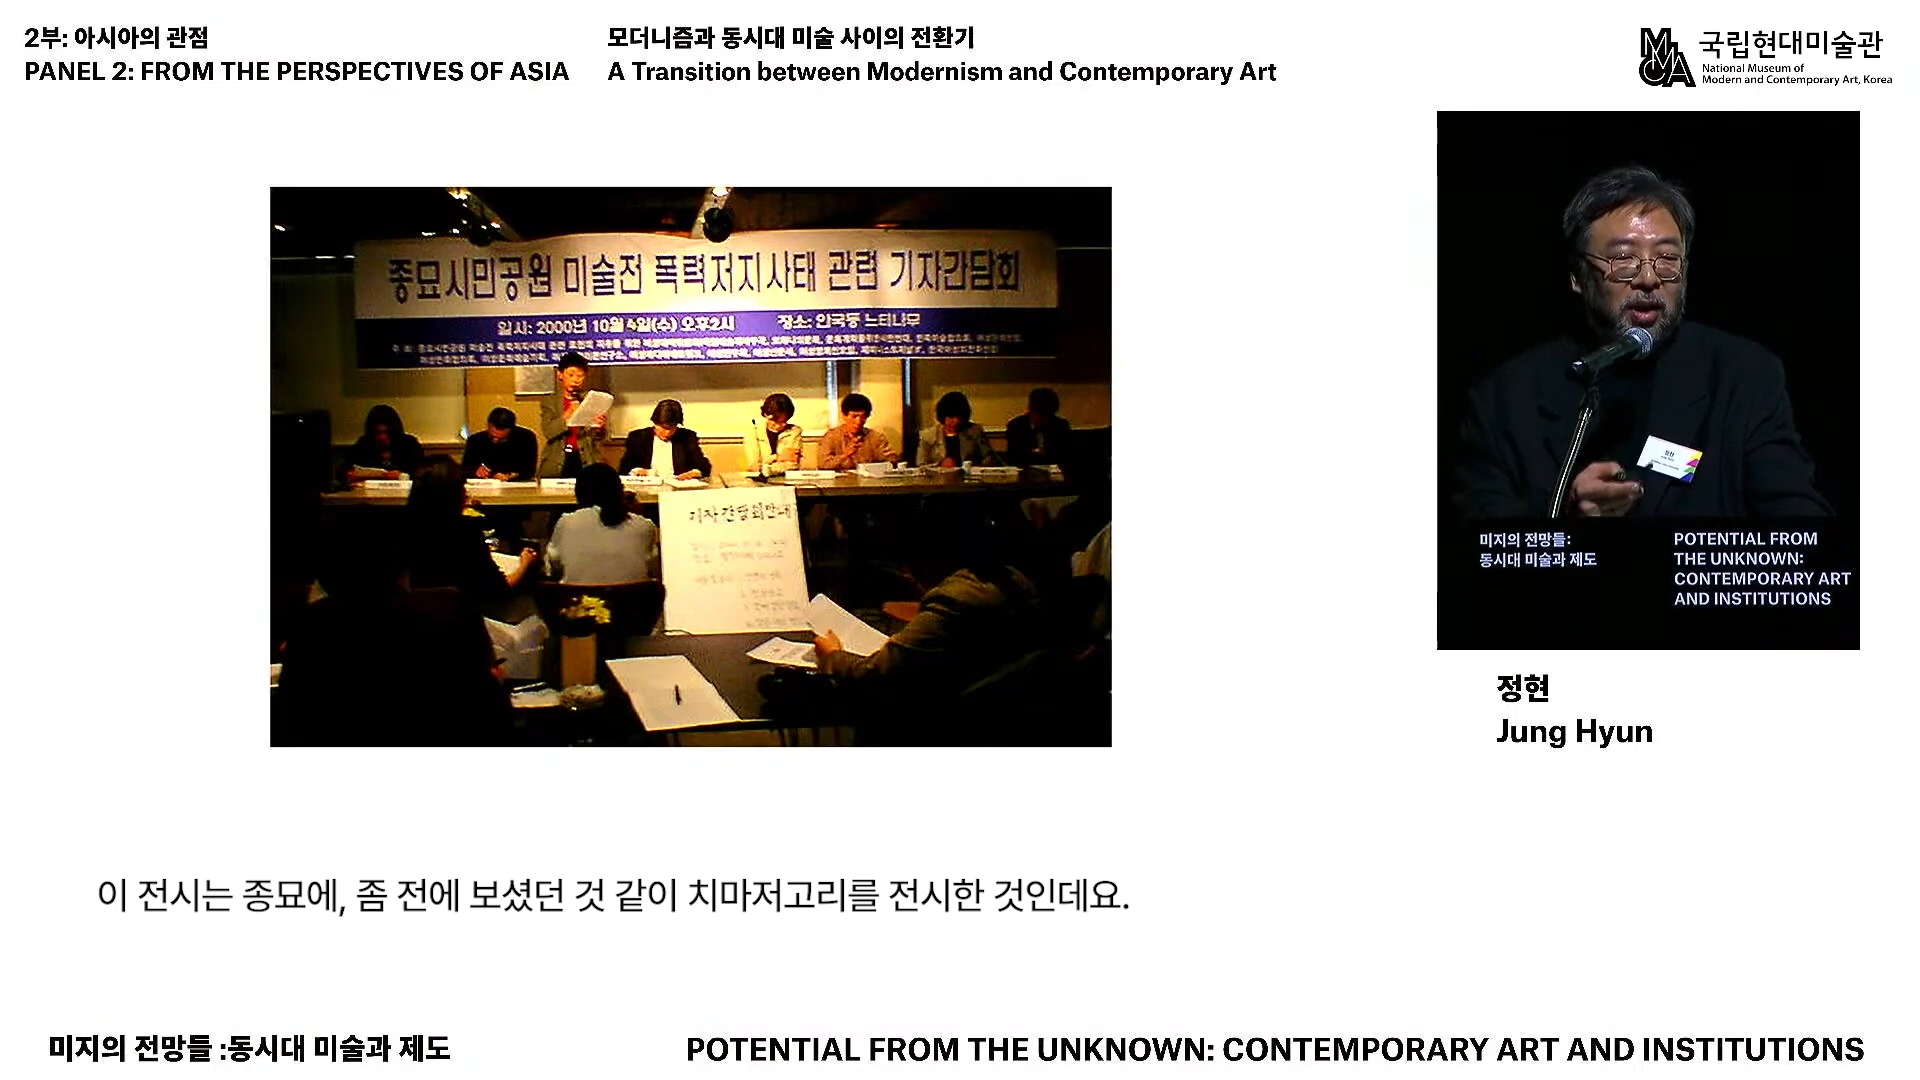 2부: 아시아의 관점
PANEL 2: FROM THE PERSPECTIVES OF ASIA
모더니즘과 동시대 미술 사이의 전환기
A Transition between Modernism and Contemporary Art
MMCA
국립현대미술관
National Museum of
Modern and Contemporary Art, Korea
종묘시민공원 미술전 폭력저지사태 관련 기자간담회
일시: 2000년 10월 4일(수) 오후2시
장소: 안국동 느티나무
기자간담회안내
미지의 전망들:
동시대 미술과 제도
POTENTIAL FROM
THE UNKNOWN:
CONTEMPORARY ART
AND INSTITUTIONS
정현
Jung Hyun
이 전시는 종묘에, 좀 전에 보셨던 것 같이 치마저고리를 전시한 것인데요.
미지의 전망들 :동시대 미술과 제도
POTENTIAL FROM THE UNKNOWN: CONTEMPORARY ART AND INSTITUTIONS